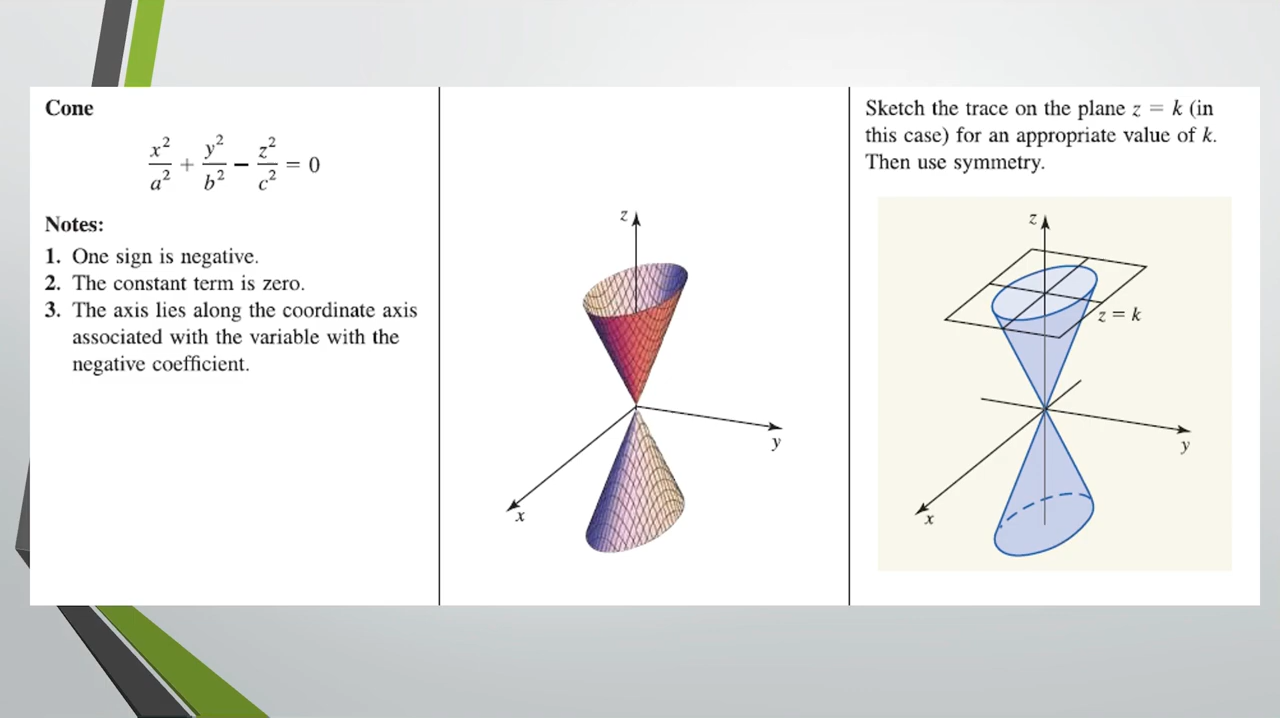 Cone
x²/a² + y²/b² − z²/c² = 0
Notes:
1. One sign is negative.
2. The constant term is zero.
3. The axis lies along the coordinate axis
associated with the variable with the
negative coefficient.
z
y
x
Sketch the trace on the plane z = k (in
this case) for an appropriate value of k.
Then use symmetry.
z
z = k
y
x